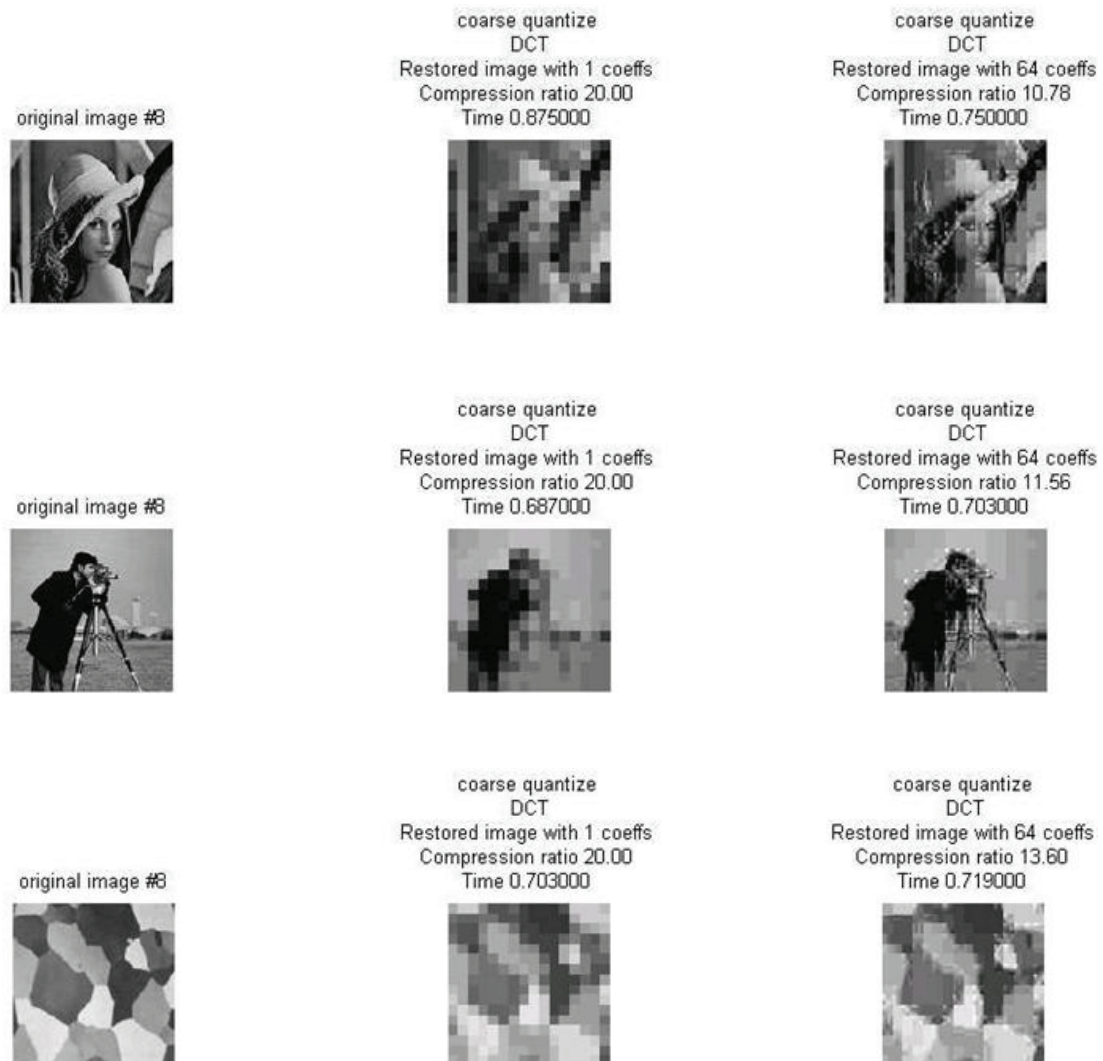 coarse quantize
DCT
Restored image with 1 coeffs
Compression ratio 20.00
Time 0.875000
coarse quantize
DCT
Restored image with 64 coeffs
Compression ratio 10.78
Time 0.750000
original image #8
coarse quantize
DCT
Restored image with 1 coeffs
Compression ratio 20.00
Time 0.687000
coarse quantize
DCT
Restored image with 64 coeffs
Compression ratio 11.56
Time 0.703000
original image #8
coarse quantize
DCT
Restored image with 1 coeffs
Compression ratio 20.00
Time 0.703000
coarse quantize
DCT
Restored image with 64 coeffs
Compression ratio 13.60
Time 0.719000
original image #8